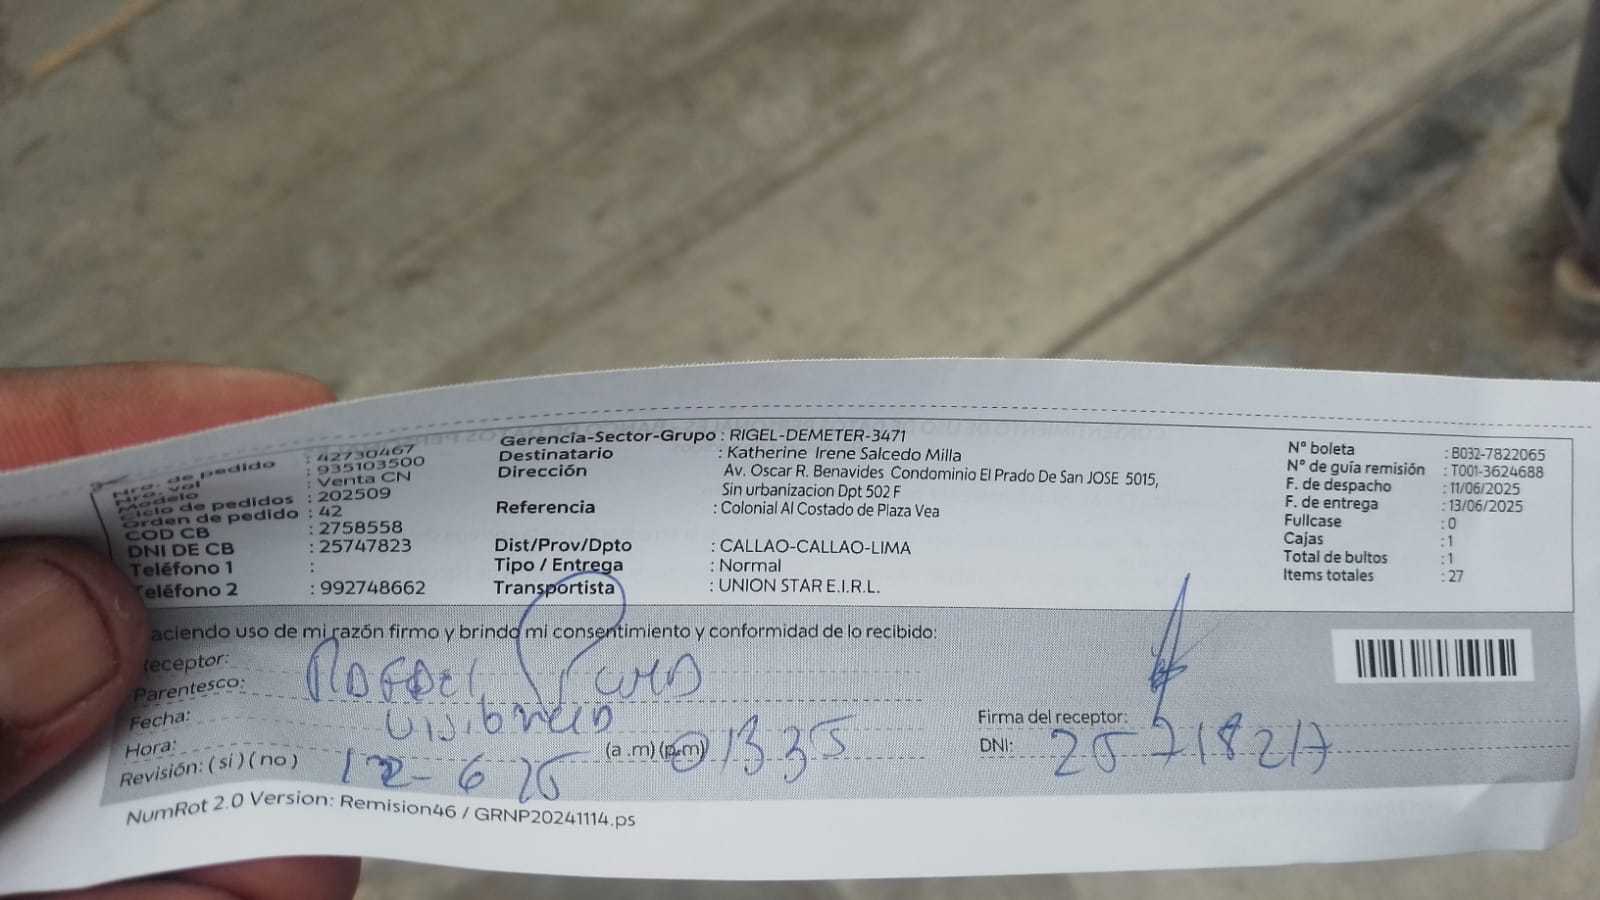 Nro. de pedido : 42730467
Nro. vol : 935103500
Modelo : Venta CN
Ciclo de pedidos : 202509
Orden de pedido : 42
COD CB : 2758558
DNI DE CB : 25747823
Teléfono 1 :
Teléfono 2 : 992748662
Gerencia-Sector-Grupo : RIGEL-DEMETER-3471
Destinatario : Katherine Irene Salcedo Milla
Dirección Av. Oscar R. Benavides Condominio El Prado De San JOSE 5015,
Sin urbanizacion Dpt 502 F
Referencia : Colonial Al Costado de Plaza Vea
Dist/Prov/Dpto : CALLAO-CALLAO-LIMA
Tipo / Entrega : Normal
Transportista : UNION STAR E.I.R.L.
N° boleta : B032-7822065
N° de guía remisión : T001-3624688
F. de despacho : 11/06/2025
F. de entrega : 13/06/2025
Fullcase : 0
Cajas : 1
Total de bultos : 1
Items totales : 27
aciendo uso de mi razón firmo y brindo mi consentimiento y conformidad de lo recibido:
Receptor: Rafael
Parentesco:
Fecha: 12-6 25
Hora: (a .m) (p.m)
Revisión: ( si ) ( no )
Firma del receptor:
DNI: 25718217
NumRot 2.0 Version: Remision46 / GRNP20241114.ps